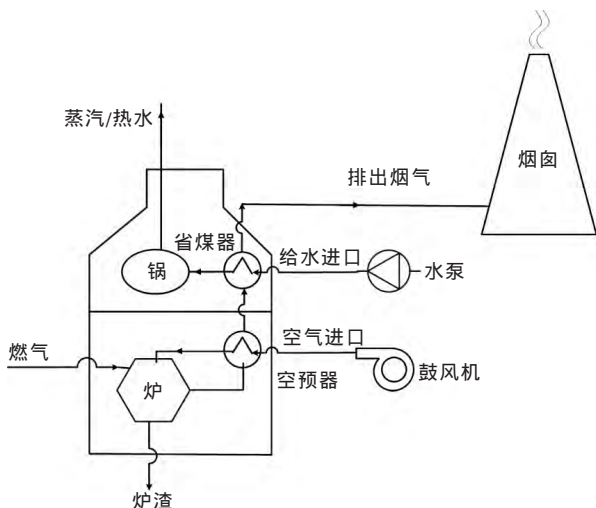 蒸汽/热水
烟囱
排出烟气
省煤器
给水进口
锅
水泵
燃气
空气进口
炉
空预器
鼓风机
炉渣